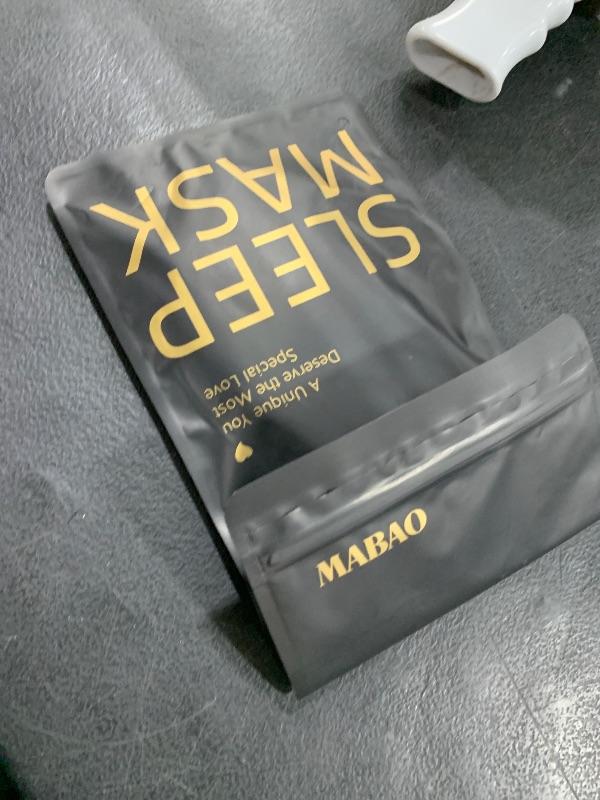 MABAO
♥
A Unique You
Deserve the Most
Special Love
SLEEP
MASK